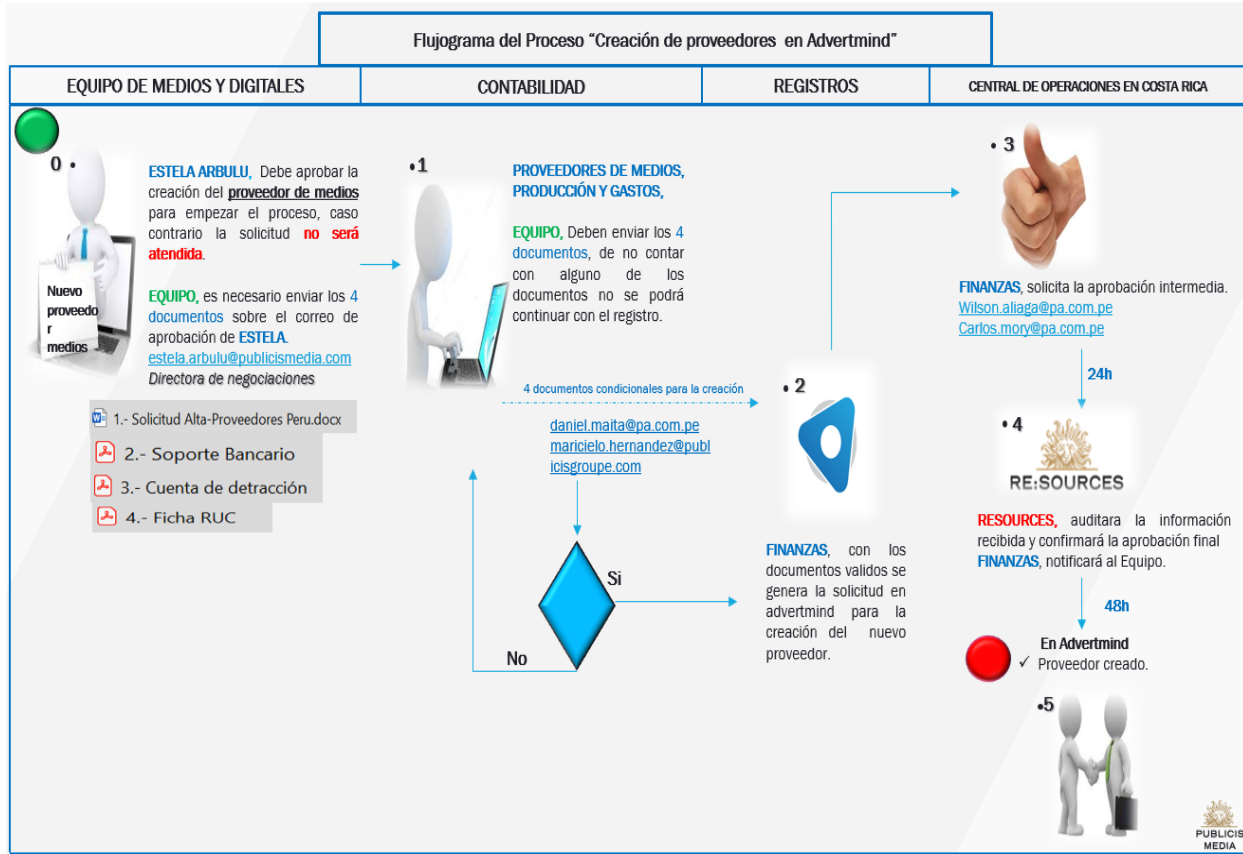 Flujograma del Proceso “Creación de proveedores en Advertmind”
EQUIPO DE MEDIOS Y DIGITALES
CONTABILIDAD
REGISTROS
CENTRAL DE OPERACIONES EN COSTA RICA
0 •
ESTELA ARBULU, Debe aprobar la
creación del proveedor de medios
para empezar el proceso, caso
contrario la solicitud no será
atendida.
EQUIPO, es necesario enviar los 4
documentos sobre el correo de
aprobación de ESTELA.
estela.arbulu@publicismedia.com
Directora de negociaciones
Nuevo
proveedo
r
medios
1.- Solicitud Alta-Proveedores Peru.docx
2.- Soporte Bancario
3.- Cuenta de detracción
4.- Ficha RUC
•1
PROVEEDORES DE MEDIOS,
PRODUCCIÓN Y GASTOS,
EQUIPO, Deben enviar los 4
documentos, de no contar
con alguno de los
documentos no se podrá
continuar con el registro.
4 documentos condicionales para la creación
daniel.maita@pa.com.pe
maricielo.hernandez@publ
icisgroupe.com
Si
No
• 2
FINANZAS, con los
documentos validos se
genera la solicitud en
advertmind para la
creación del nuevo
proveedor.
• 3
FINANZAS, solicita la aprobación intermedia.
Wilson.aliaga@pa.com.pe
Carlos.mory@pa.com.pe
24h
• 4
RE:SOURCES
RESOURCES, auditara la información
recibida y confirmará la aprobación final
FINANZAS, notificará al Equipo.
48h
En Advertmind
✓ Proveedor creado.
•5
PUBLICIS
MEDIA